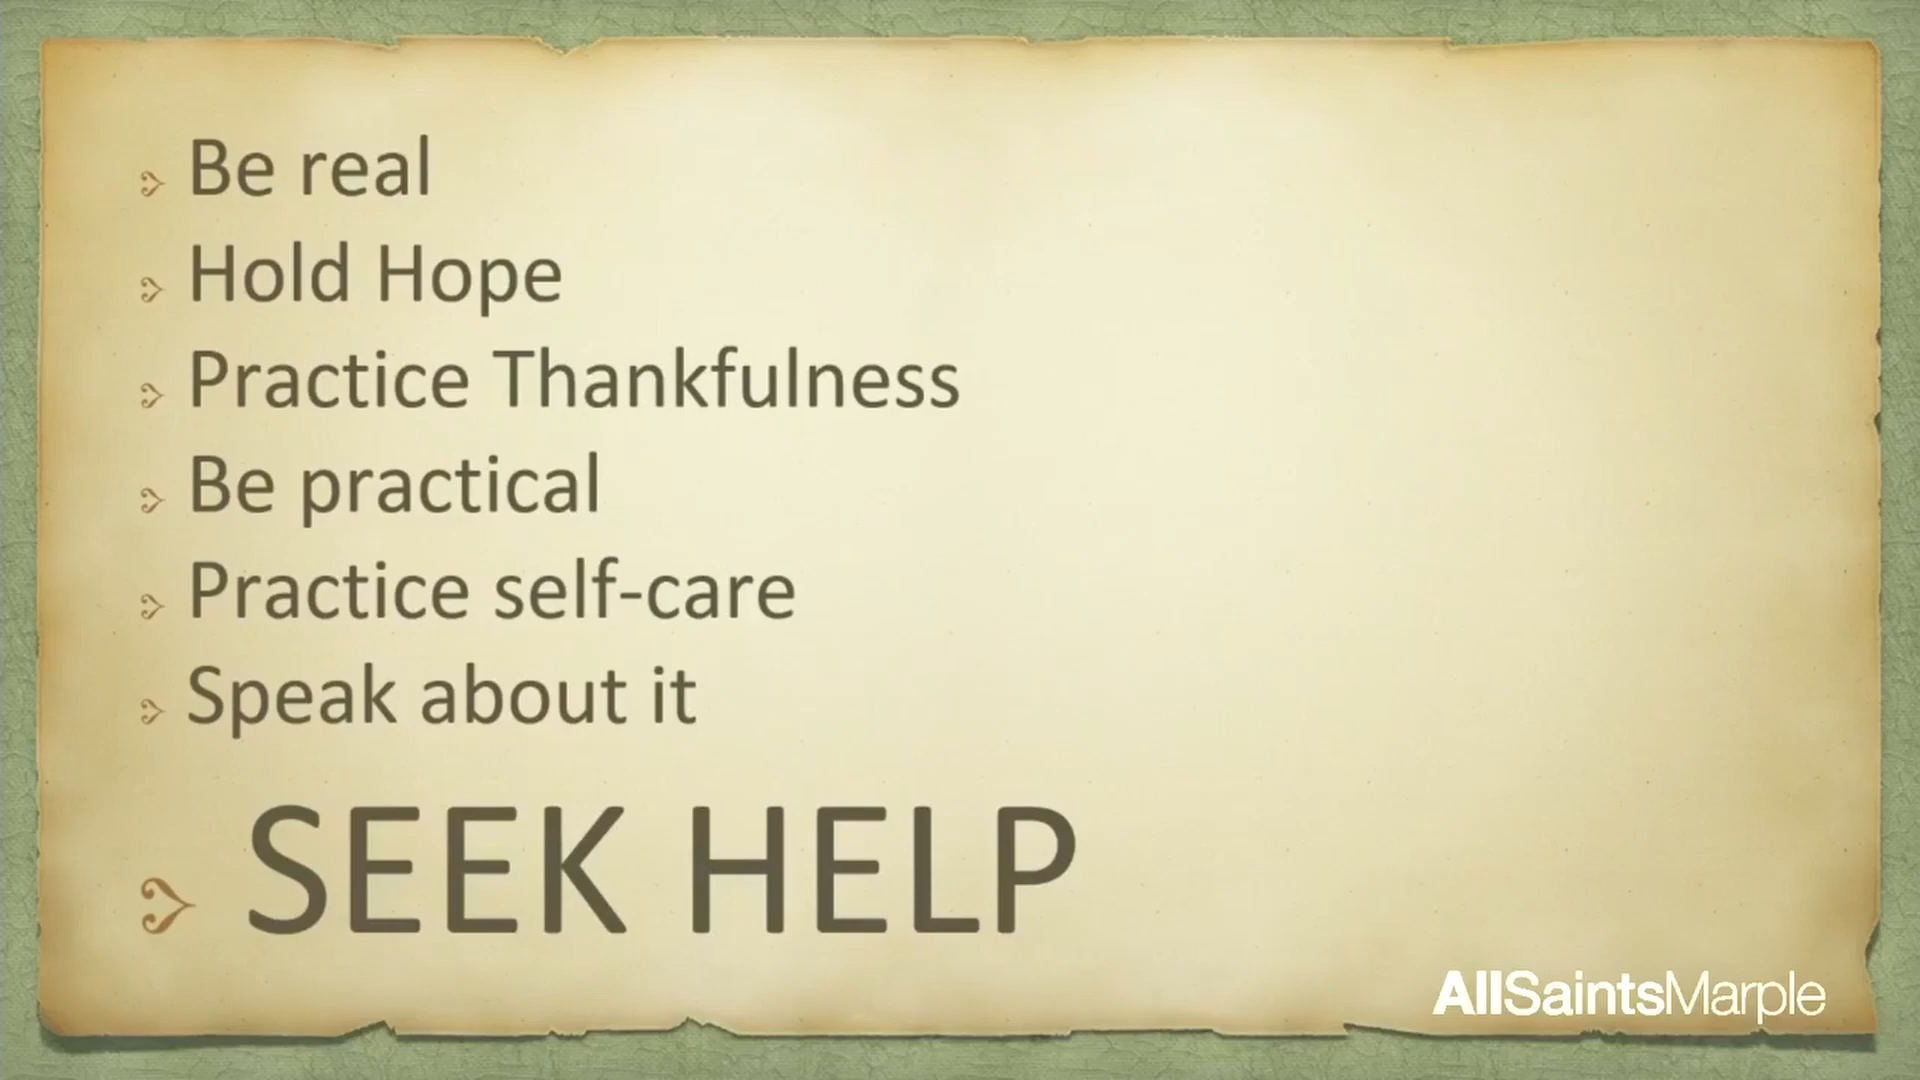 Be real
Hold Hope
Practice Thankfulness
Be practical
Practice self-care
Speak about it
SEEK HELP
AllSaintsMarple